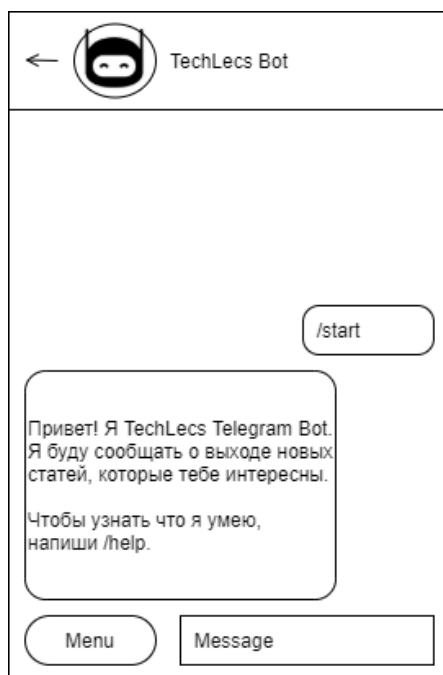 TechLecs Bot
/start
Привет! Я TechLecs Telegram Bot.
Я буду сообщать о выходе новых
статей, которые тебе интересны.
Чтобы узнать что я умею,
напиши /help.
Menu
Message